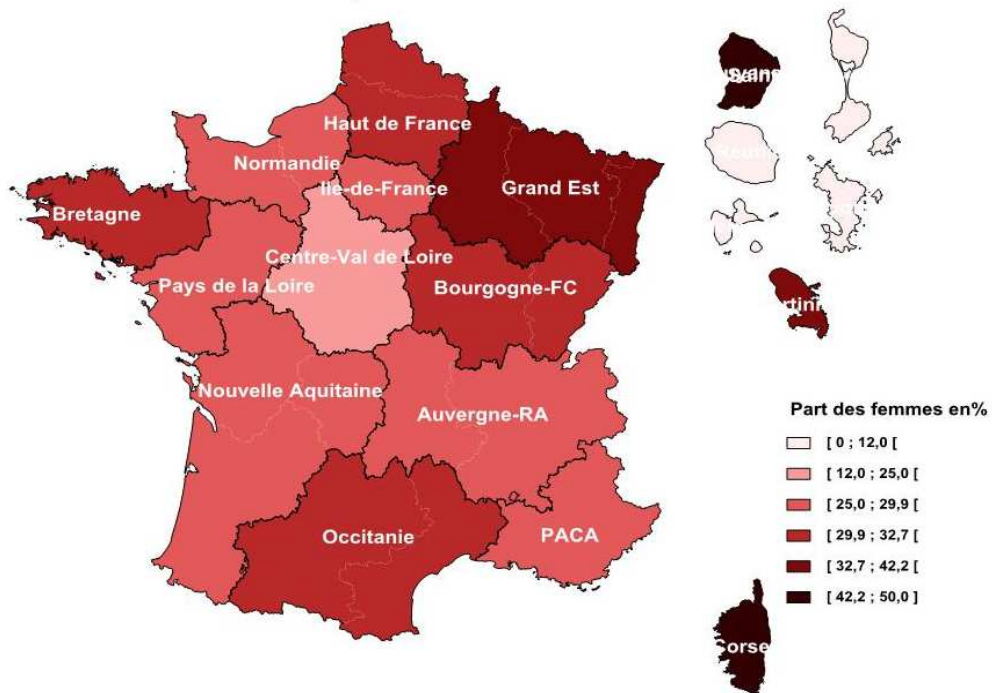 Haut de France
Normandie
Ile-de-France
Grand Est
Bretagne
Centre-Val de Loire
Pays de la Loire
Bourgogne-FC
Nouvelle Aquitaine
Auvergne-RA
Occitanie
PACA
Corse
Part des femmes en%
[ 0 ; 12,0 [
[ 12,0 ; 25,0 [
[ 25,0 ; 29,9 [
[ 29,9 ; 32,7 [
[ 32,7 ; 42,2 [
[ 42,2 ; 50,0 ]